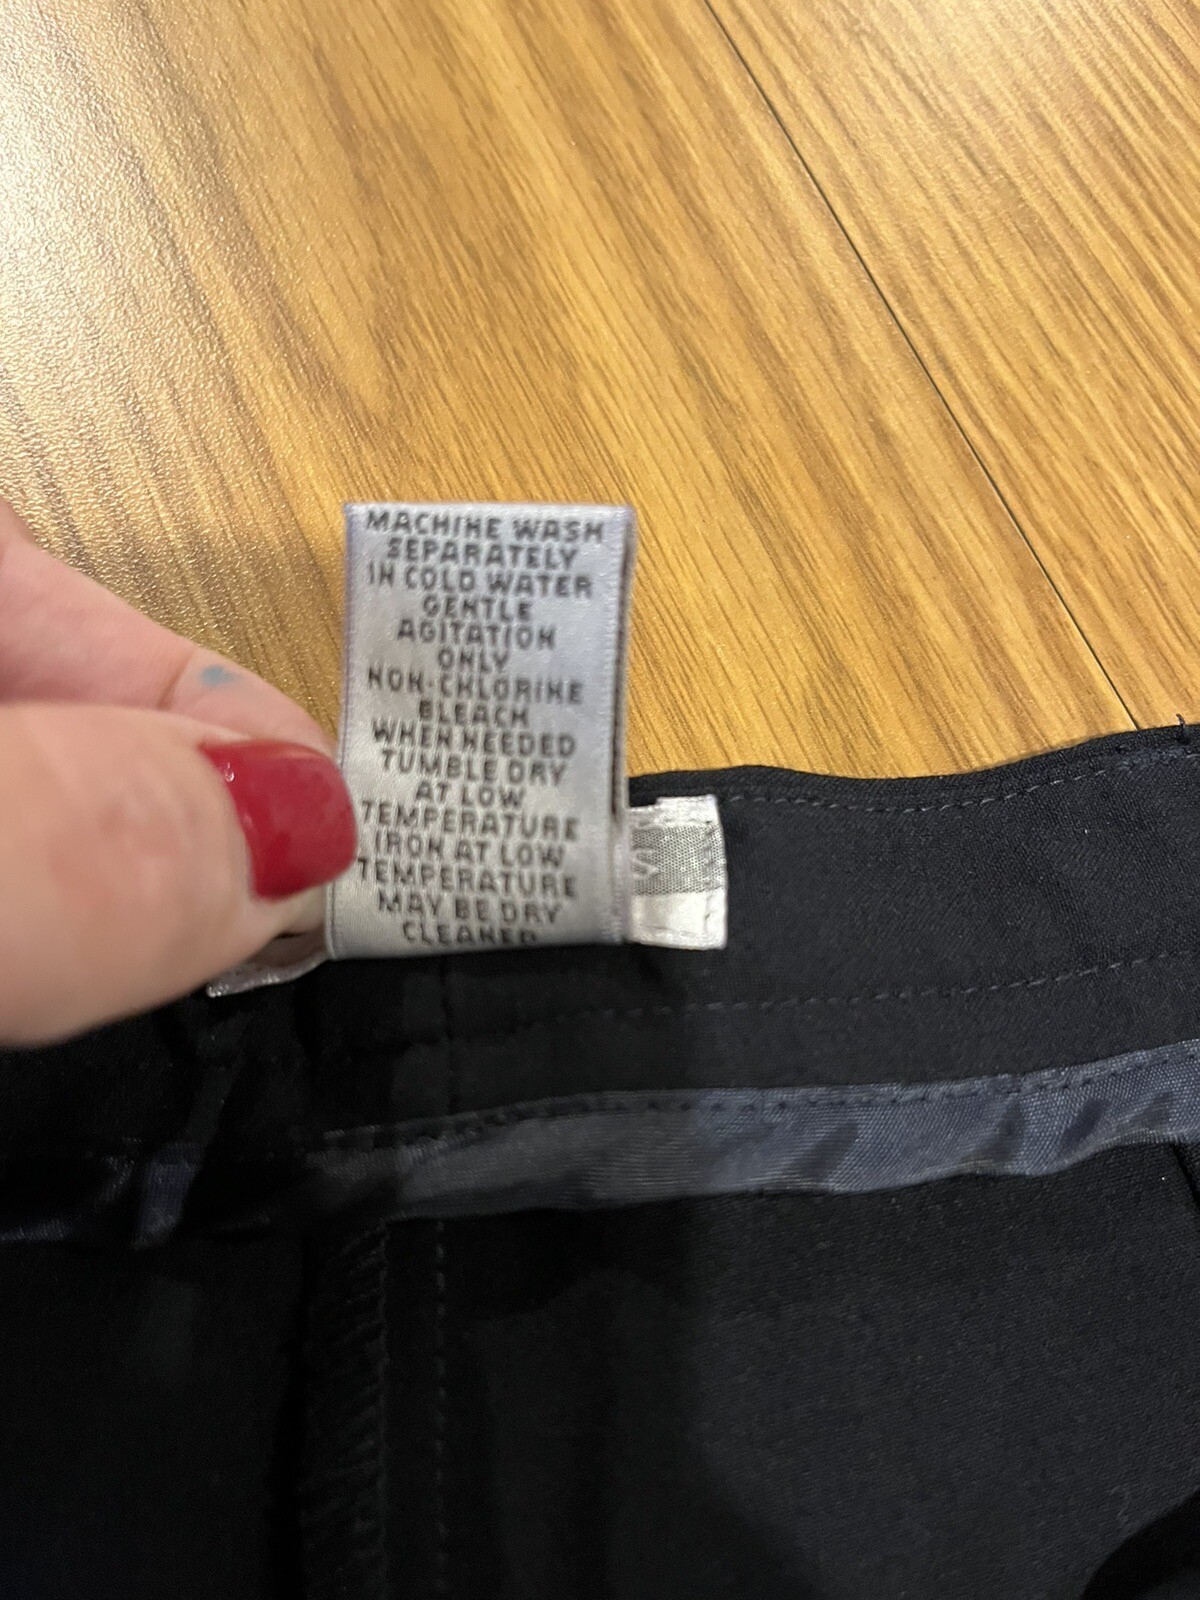 MACHINE WASH
SEPARATELY
IN COLD WATER
GENTLE
AGITATION
ONLY
NON-CHLORINE
BLEACH
WHEN NEEDED
TUMBLE DRY
AT LOW
TEMPERATURE
IRON AT LOW
TEMPERATURE
MAY BE DRY
CLEANED